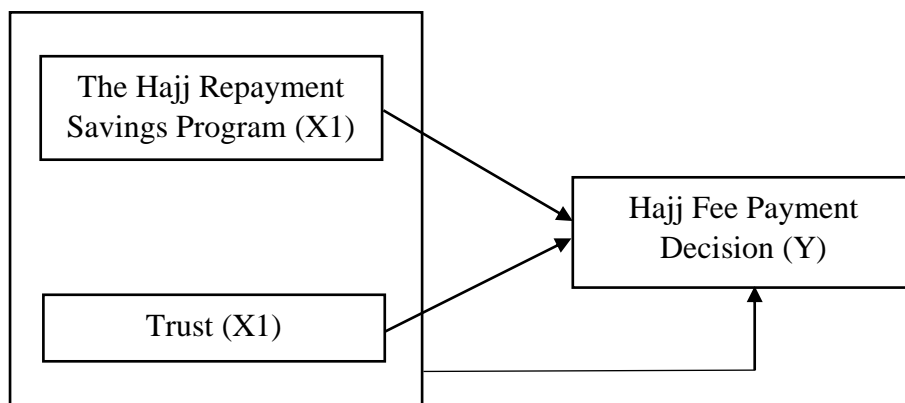 The Hajj Repayment
Savings Program (X1)
Hajj Fee Payment
Decision (Y)
Trust (X1)